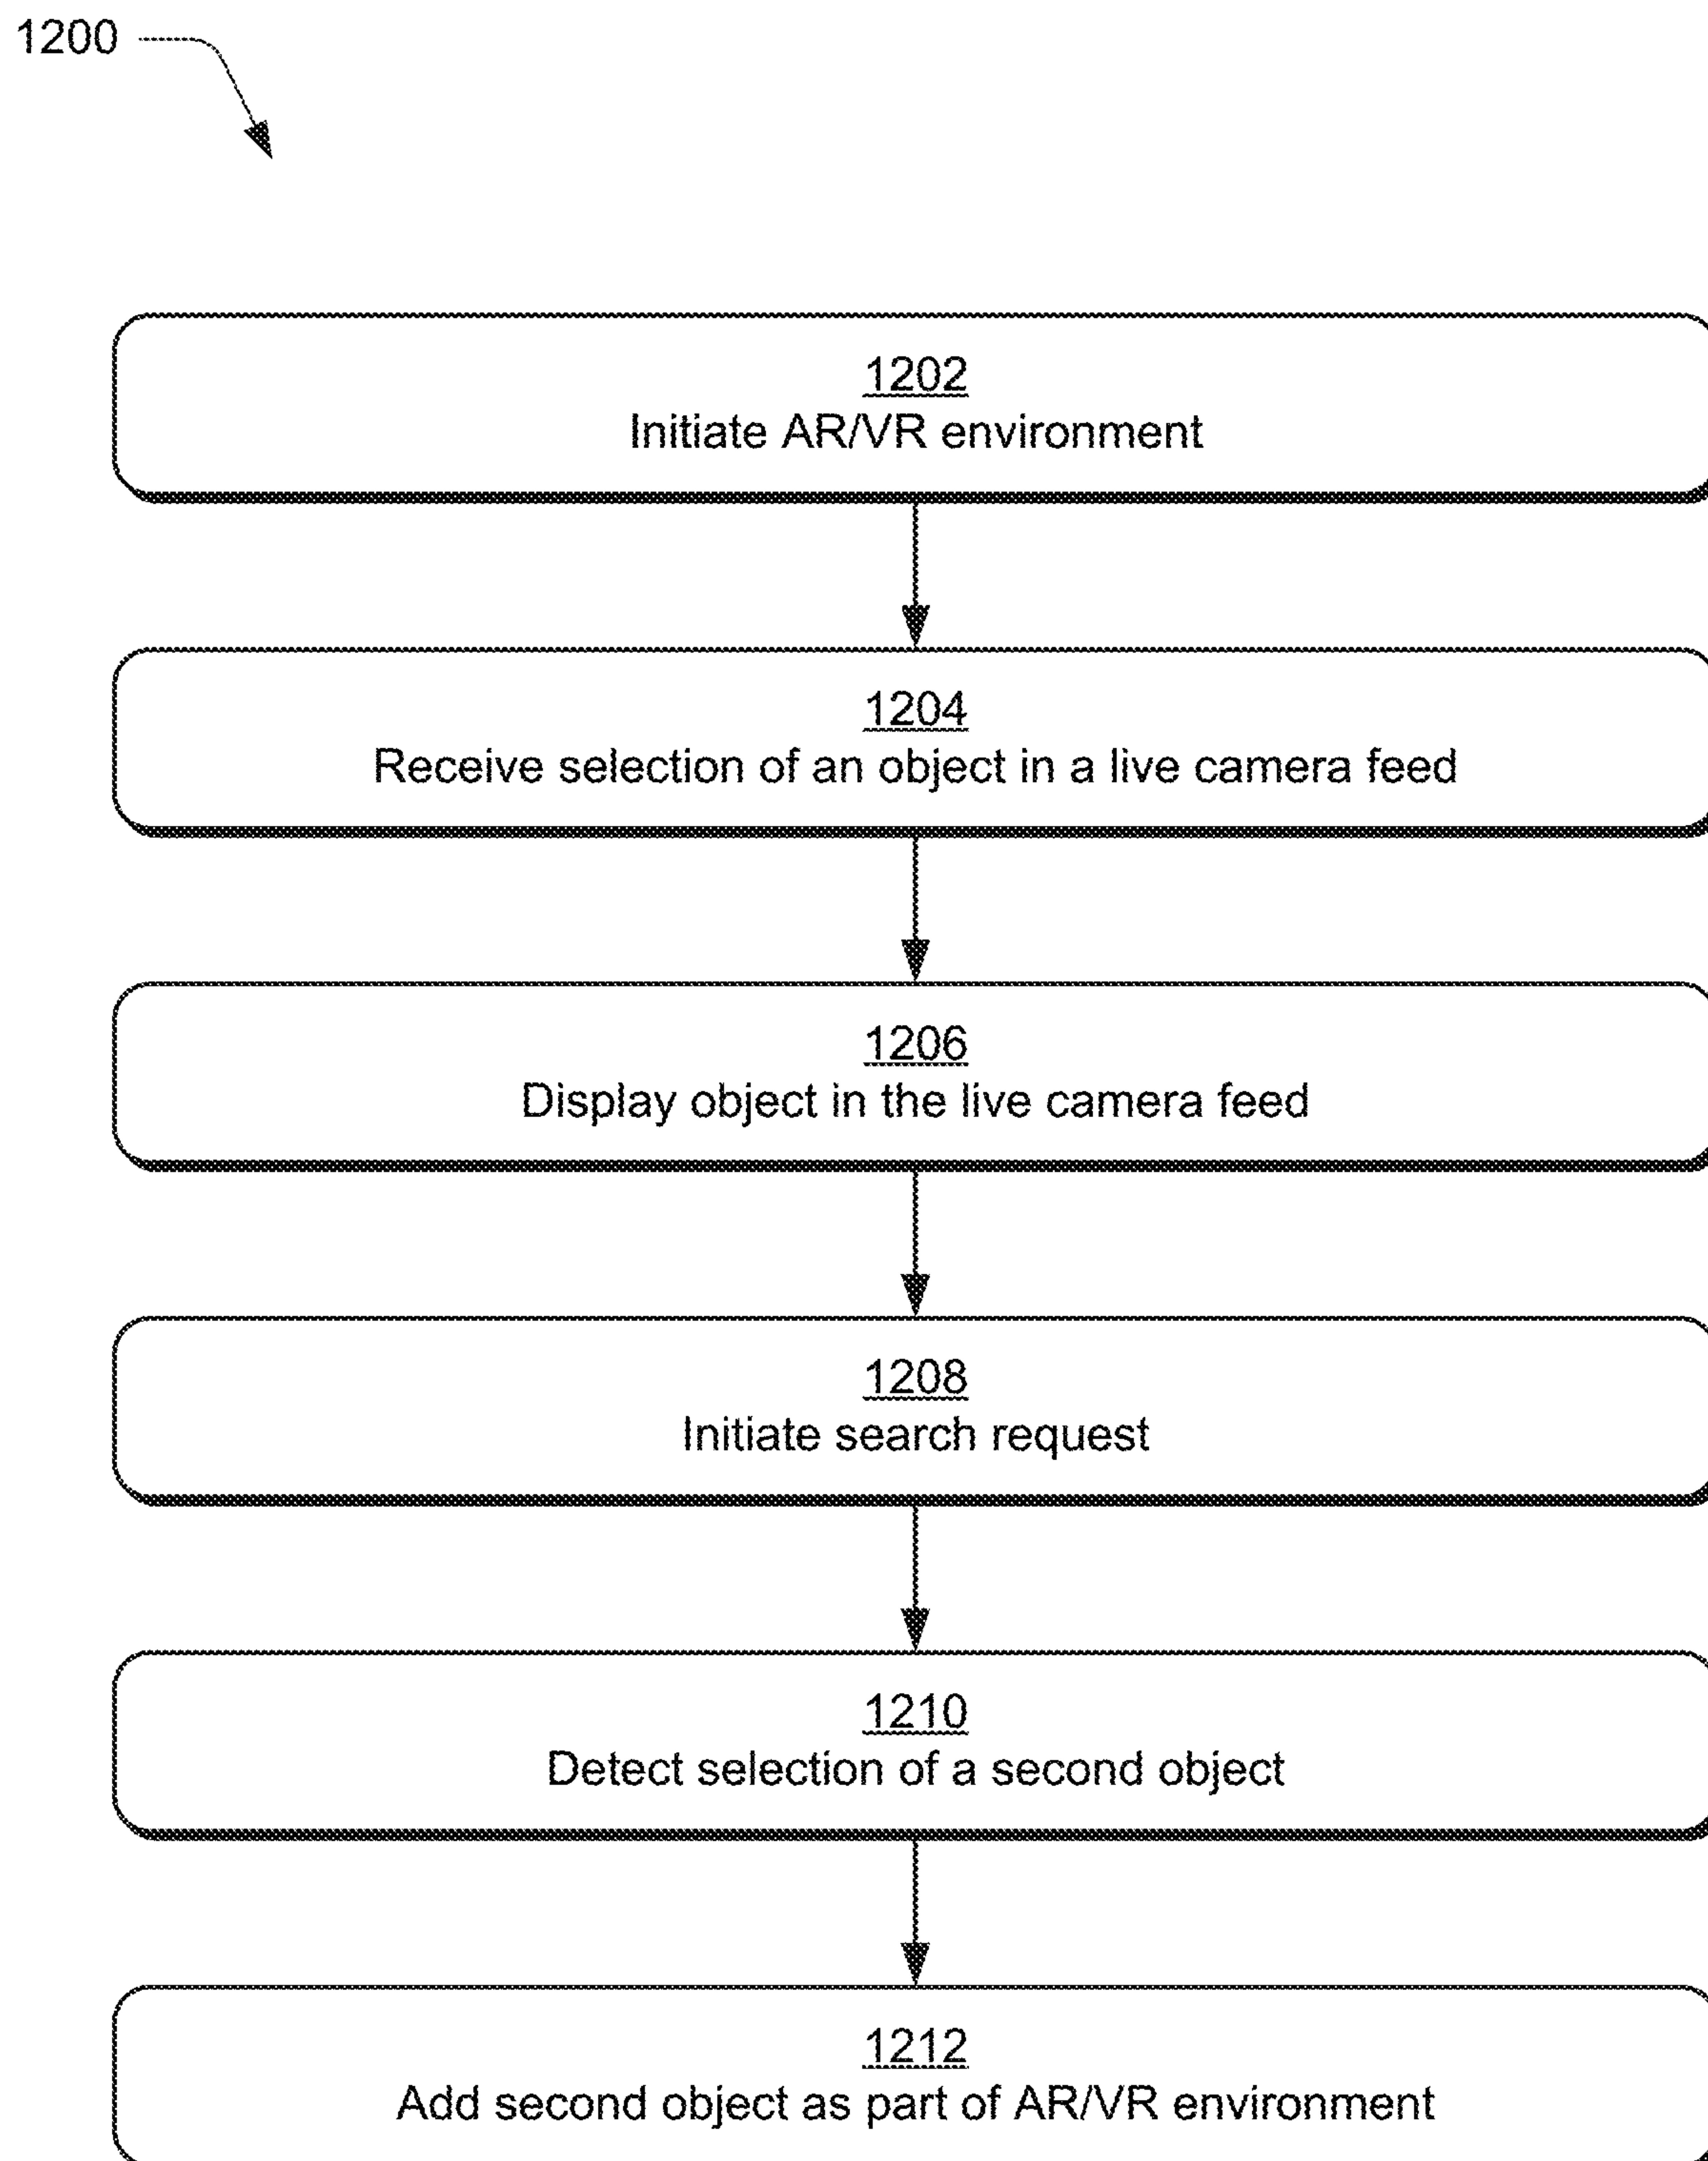 1200
1202
Initiate AR/VR environment
1204
Receive selection of an object in a live camera feed
1206
Display object in the live camera feed
1208
Initiate search request
1210
Detect selection of a second object
1212
Add second object as part of AR/VR environment